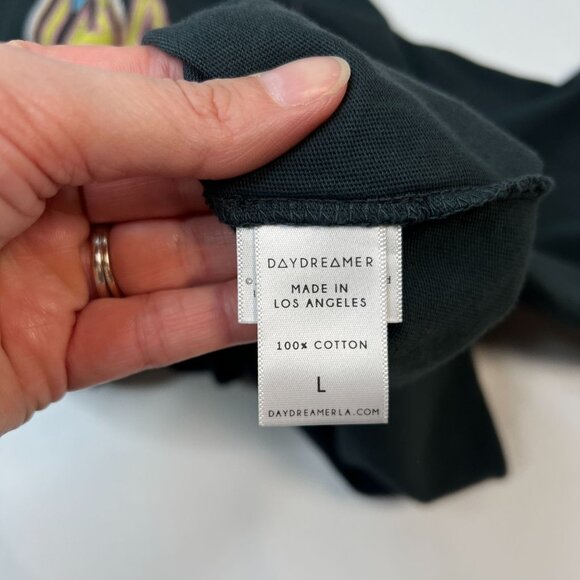 DAYDREAMER
MADE IN
LOS ANGELES
100% COTTON
L
DAYDREAMERLA.COM